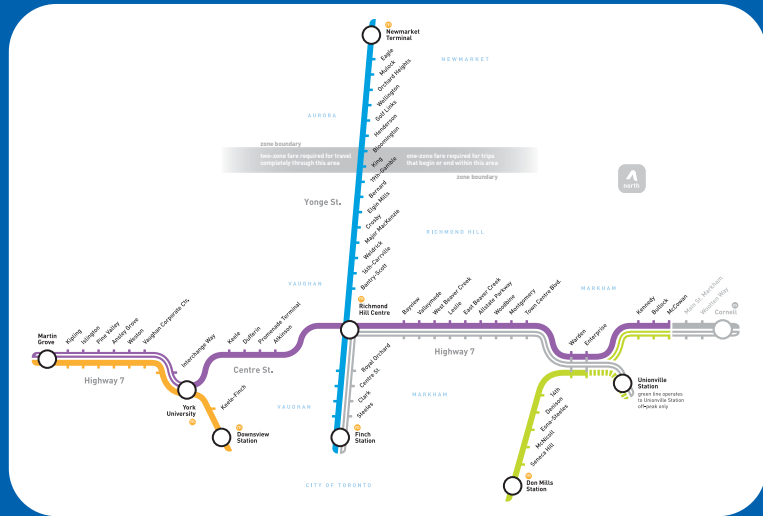 Newmarket
Terminal
Eagle
Mulock
Orchard Heights
Wellington
Golf Links
Henderson
Bloomington
King
19th-Gamble
Bernard
Elgin Mills
Crosby
Major MacKenzie
Weldrick
16th-Carrville
Bantry-Scott
NEWMARKET
AURORA
zone boundary
two-zone fare required for travel
completely through this area
one-zone fare required for trips
that begin or end within this area
zone boundary
north
Yonge St.
RICHMOND HILL
VAUGHAN
MARKHAM
Richmond
Hill Centre
Martin
Grove
Kipling
Islington
Pine Valley
Ansley Grove
Weston
Vaughan Corporate Ctr.
Interchange Way
Keele
Dufferin
Promenade Terminal
Atkinson
Bayview
Valleymede
West Beaver Creek
Leslie
East Beaver Creek
Allstate Parkway
Woodbine
Montgomery
Town Centre Blvd.
Warden
Enterprise
Kennedy
Bullock
McCowan
Main St. Markham
Wootten Way
Cornell
Highway 7
Centre St.
Highway 7
Royal Orchard
Centre St.
Clark
Steeles
York
University
Keele-Finch
Downsview
Station
VAUGHAN
MARKHAM
Finch
Station
Unionville
Station
green line operates
to Unionville Station
off-peak only
14th
Denison
Esna-Steeles
McNicoll
Seneca Hill
Don Mills
Station
CITY OF TORONTO